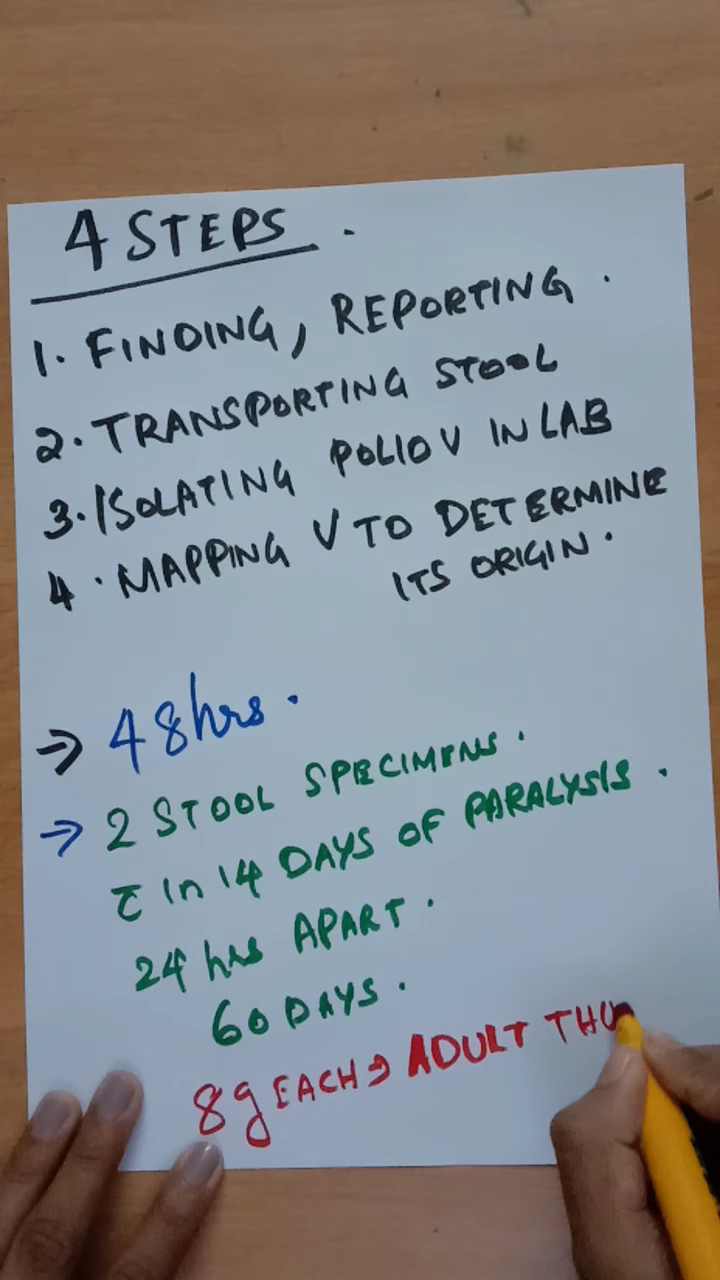 4 STEPS .
1. FINDING, REPORTING .
2. TRANSPORTING STOOL
3. ISOLATING POLIO V IN LAB
4. MAPPING V TO DETERMINE
ITS ORIGIN.
→ 48hrs.
→ 2 STOOL SPECIMENS.
c̄ in 14 DAYS OF PARALYSIS .
24 hrs APART .
60 DAYS .
8g EACH → ADULT THU